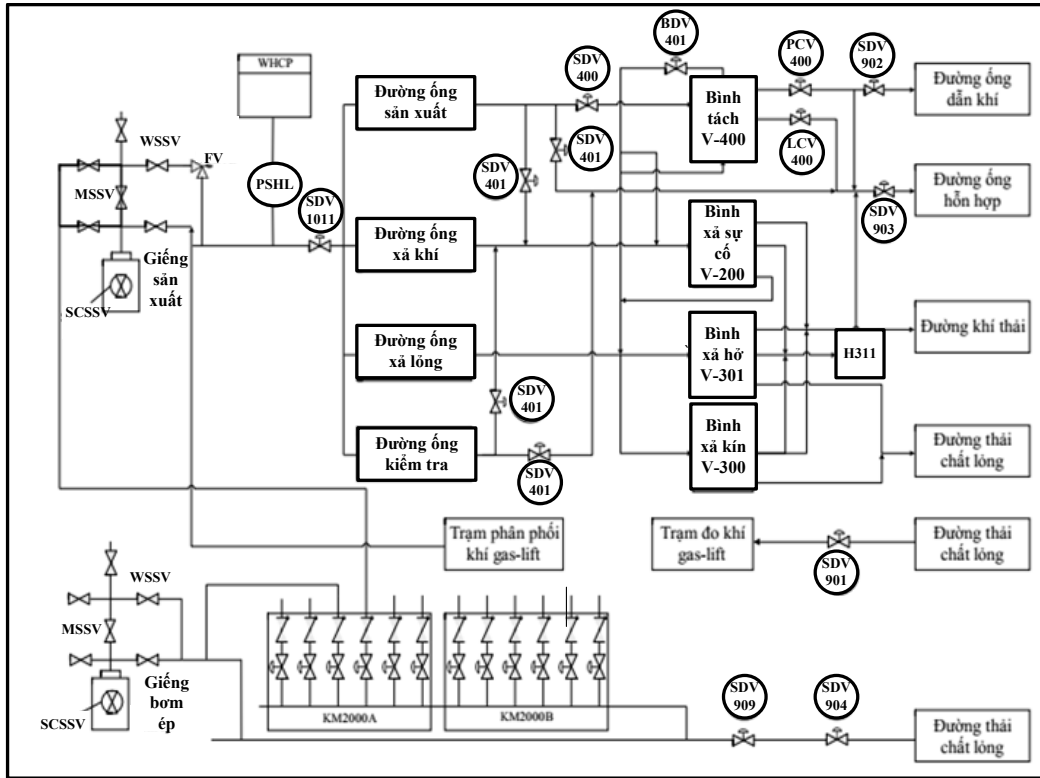 BDV
401
PCV
400
SDV
902
WHCP
SDV
400
Đường ống
sản xuất
Bình
tách
V-400
Đường ống
dẫn khí
WSSV
FV
SDV
401
LCV
400
MSSV
PSHL
SDV
401
SDV
1011
Đường ống
hỗn hợp
SDV
903
Đường ống
xả khí
Bình
xả sự
cố
V-200
Giếng
sản
xuất
SCSSV
Đường ống
xả lỏng
Bình
xả hở
V-301
H311
Đường khí thải
SDV
401
Đường ống
kiểm tra
SDV
401
Bình
xả kín
V-300
Đường thải
chất lỏng
Trạm phân phối
khí gas-lift
Trạm đo khí
gas-lift
SDV
901
Đường thải
chất lỏng
WSSV
MSSV
Giếng
bơm
ép
SCSSV
KM2000A
KM2000B
SDV
909
SDV
904
Đường thải
chất lỏng